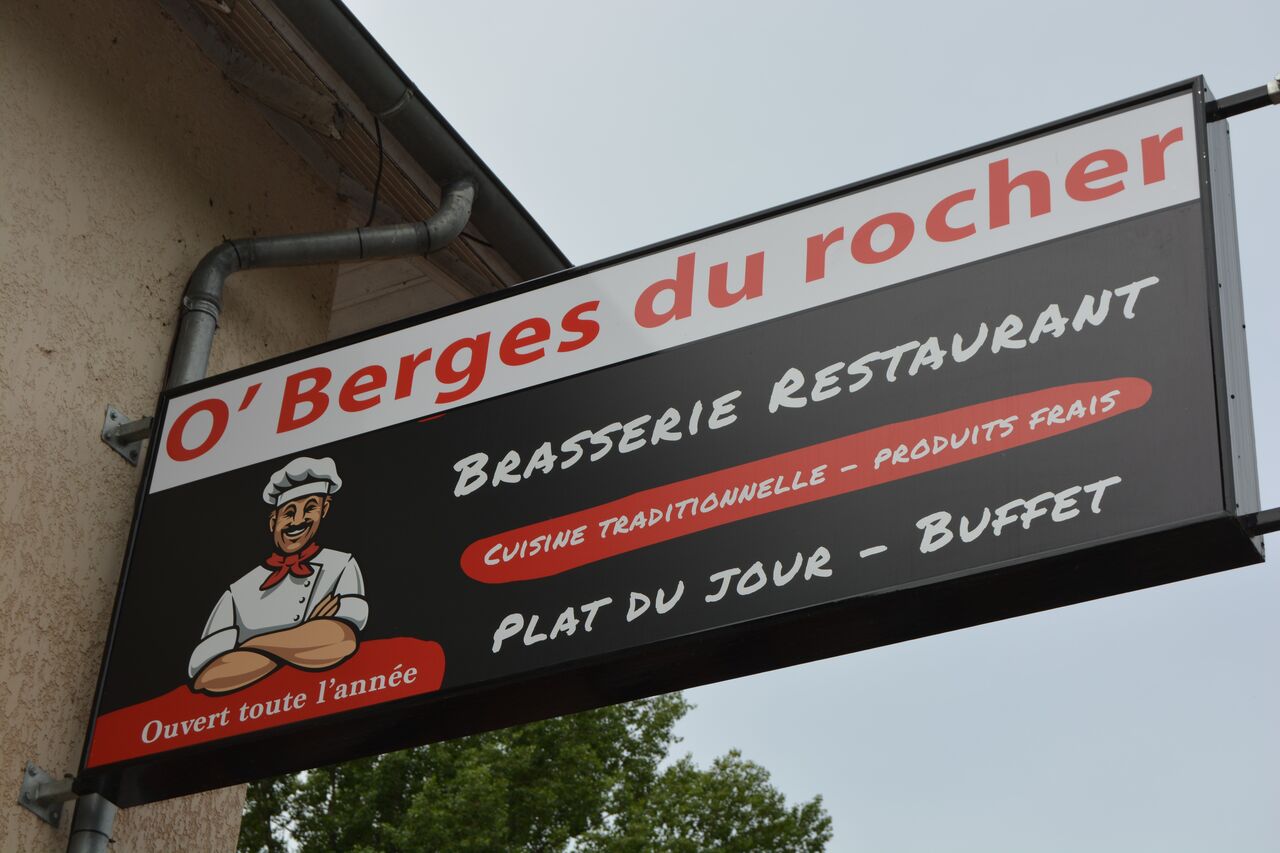 O' Berges du rocher
Brasserie Restaurant
Cuisine traditionnelle - produits frais
Plat du jour - Buffet
Ouvert toute l'année